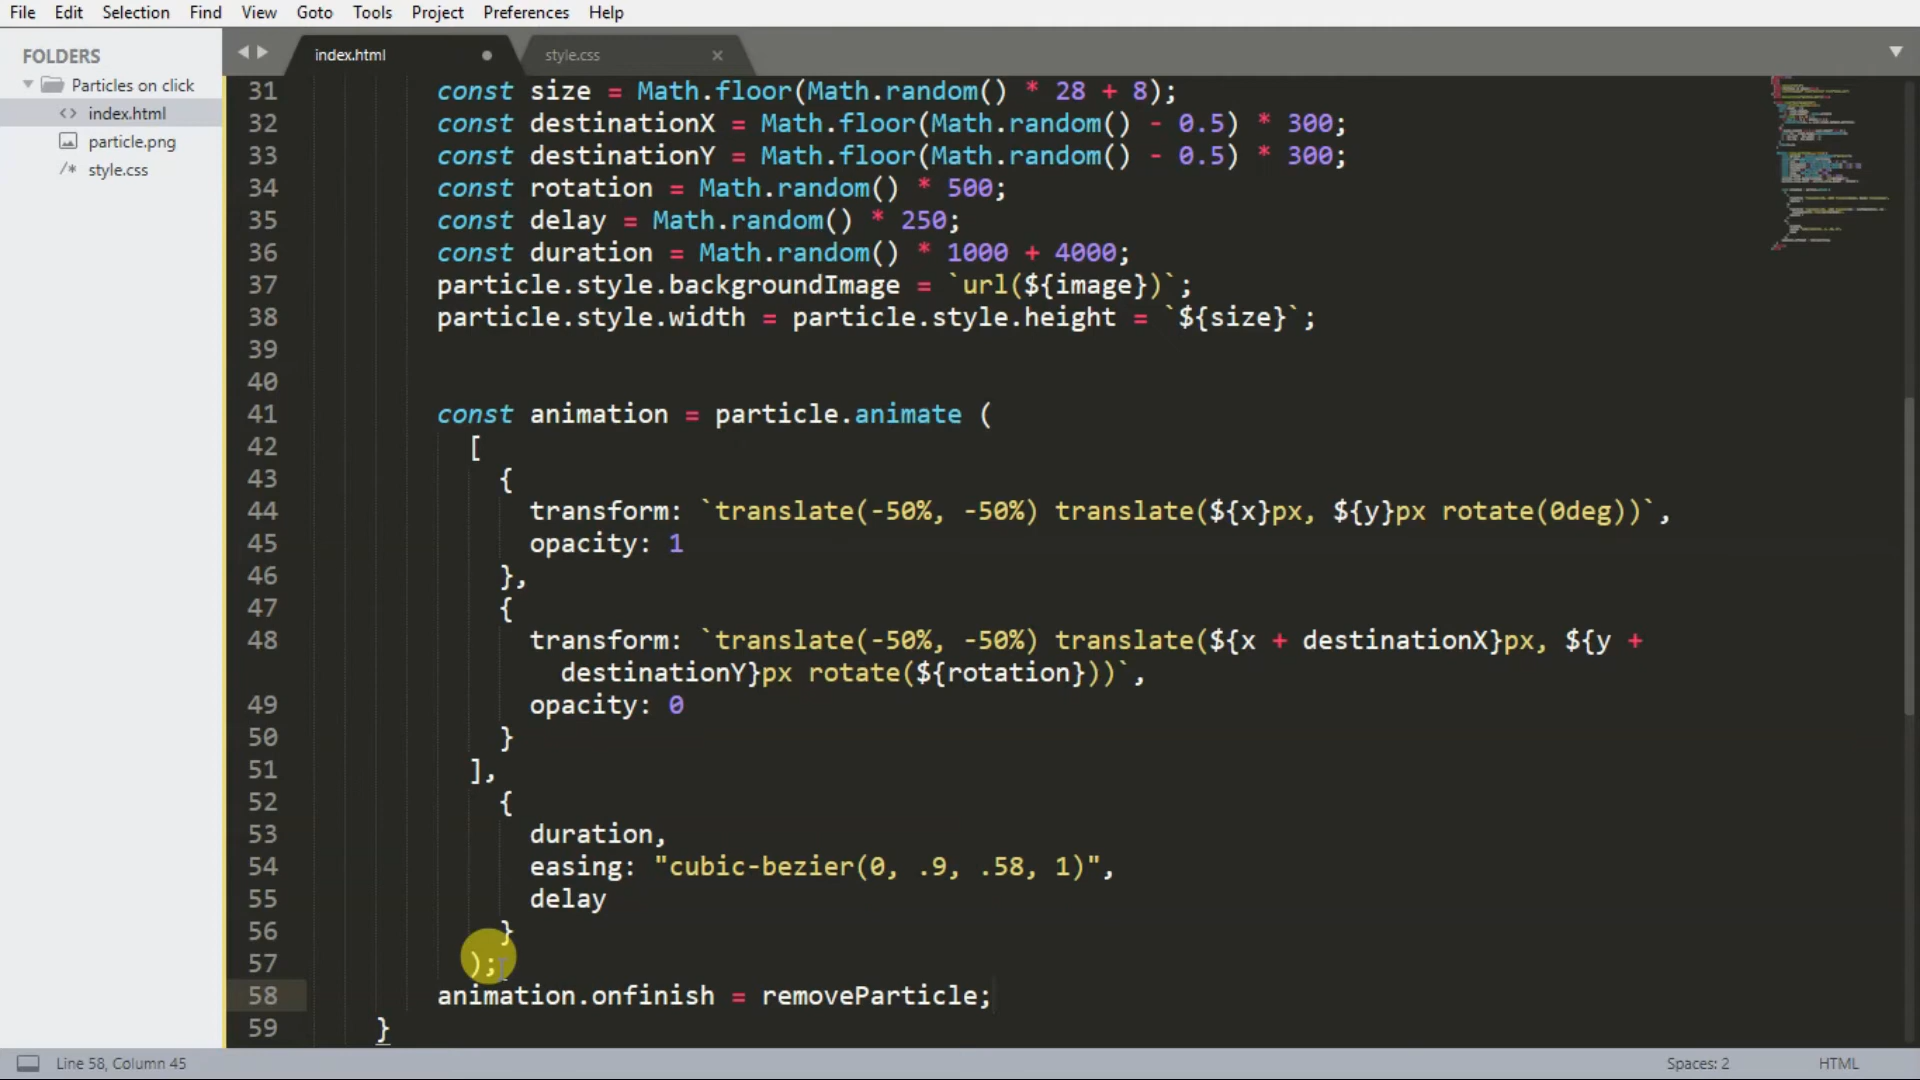 File Edit Selection Find View Goto Tools Project Preferences Help
FOLDERS
Particles on click
<> index.html
particle.png
/* style.css
index.html
style.css
31 const size = Math.floor(Math.random() * 28 + 8);
32 const destinationX = Math.floor(Math.random() - 0.5) * 300;
33 const destinationY = Math.floor(Math.random() - 0.5) * 300;
34 const rotation = Math.random() * 500;
35 const delay = Math.random() * 250;
36 const duration = Math.random() * 1000 + 4000;
37 particle.style.backgroundImage = `url(${image})`;
38 particle.style.width = particle.style.height = `${size}`;
39
40
41 const animation = particle.animate (
42 [
43 {
44 transform: `translate(-50%, -50%) translate(${x}px, ${y}px rotate(0deg))`,
45 opacity: 1
46 },
47 {
48 transform: `translate(-50%, -50%) translate(${x + destinationX}px, ${y +
destinationY}px rotate(${rotation}))`,
49 opacity: 0
50 }
51 ],
52 {
53 duration,
54 easing: "cubic-bezier(0, .9, .58, 1)",
55 delay
56 }
57 );
58 animation.onfinish = removeParticle;
59 }
Line 58, Column 45
Spaces: 2
HTML